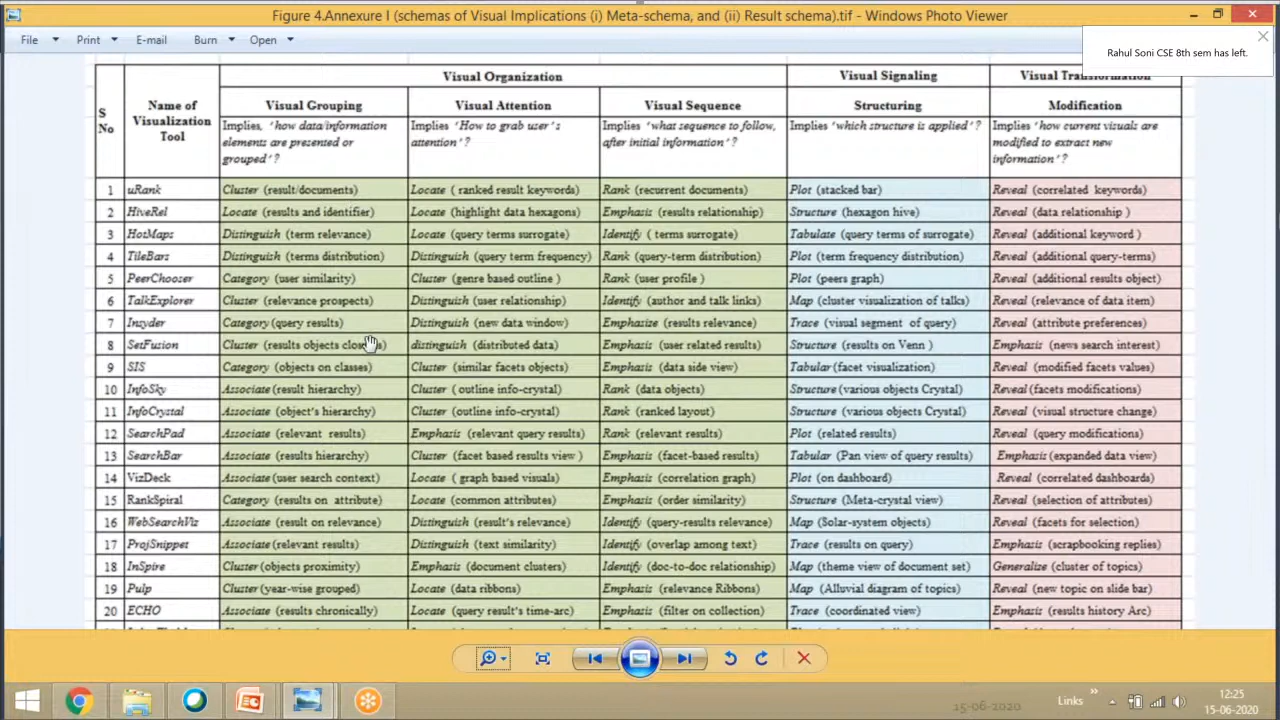 Figure 4.Annexure I (schemas of Visual Implications (i) Meta-schema, and (ii) Result schema).tif - Windows Photo Viewer
File Print E-mail Burn Open
Rahul Soni CSE 8th sem has left.
S No
Name of Visualization Tool
Visual Organization
Visual Signaling
Visual Transformation
Visual Grouping
Visual Attention
Visual Sequence
Structuring
Modification
Implies, 'how data/information
elements are presented or
grouped'?
Implies 'How to grab user's
attention'?
Implies 'what sequence to follow,
after initial information'?
Implies 'which structure is applied'?
Implies 'how current visuals are
modified to extract new
information'?
1 uRank Cluster (result/documents) Locate ( ranked result keywords) Rank (recurrent documents) Plot (stacked bar) Reveal (correlated keywords)
2 HiveRel Locate (results and identifier) Locate (highlight data hexagons) Emphasis (results relationship) Structure (hexagon hive) Reveal (data relationship )
3 HotMaps Distinguish (term relevance) Locate (query terms surrogate) Identify ( terms surrogate) Tabulate (query terms of surrogate) Reveal (additional keyword )
4 TileBars Distinguish (terms distribution) Distinguish (query term frequency) Rank (query-term distribution) Plot (term frequency distribution) Reveal (additional query-terms)
5 PeerChoozer Category (user similarity) Cluster (genre based outline ) Rank (user profile ) Plot (peers graph) Reveal (additional results object)
6 TalkExplorer Cluster (relevance prospects) Distinguish (user relationship) Identify (author and talk links) Map (cluster visualization of talks) Reveal (relevance of data item)
7 Insyder Category (query results) Distinguish (new data window) Emphasize (results relevance) Trace (visual segment of query) Reveal (attribute preferences)
8 SetFusion Cluster (results objects distinguish (distributed data) Emphasis (user related results) Structure (results on Venn ) Emphasis (news search interest)
9 SIS Category (objects on classes) Cluster (similar facets objects) Emphasis (data side view) Tabular (facet visualization) Reveal (modified facets values)
10 InfoSky Associate (result hierarchy) Cluster ( outline info-crystal) Rank (data objects) Structure (various objects Crystal) Reveal (facets modifications)
11 InfoCrystal Associate (object's hierarchy) Cluster (outline info-crystal) Rank (ranked layout) Structure (various objects Crystal) Reveal (visual structure change)
12 SearchPad Associate (relevant results) Emphasis (relevant query results) Rank (relevant results) Plot (related results) Reveal (query modifications)
13 SearchBar Associate (results hierarchy) Cluster (facet based results view ) Emphasis (facet-based results) Tabular (Pan view of query results) Emphasis (expanded data view)
14 VizDeck Associate (user search context) Locate ( graph based visuals) Emphasis (correlation graph) Plot (on dashboard) Reveal (correlated dashboards)
15 RankSpiral Category (results on attribute) Locate (common attributes) Emphasis (order similarity) Structure (Meta-crystal view) Reveal (selection of attributes)
16 WebSearchViz Associate (result on relevance) Distinguish (result's relevance) Identify (query-results relevance) Map (Solar-system objects) Reveal (facets for selection)
17 ProjSnippet Associate (relevant results) Distinguish (text similarity) Identify (overlap among text) Trace (results on query) Emphasis (scrapbooking replies)
18 InSpire Cluster (objects proximity) Emphasis (document clusters) Identify (doc-to-doc relationship) Map (theme view of document set) Generalize (cluster of topics)
19 Pulp Cluster (year-wise grouped) Locate (data ribbons) Emphasis (relevance Ribbons) Map (Alluvial diagram of topics) Reveal (new topic on slide bar)
20 ECHO Associate (results chronically) Locate (query result's time-arc) Emphasis (filter on collection) Trace (coordinated view) Emphasis (results history Arc)
15-06-2020
Links
12:25
15-06-2020